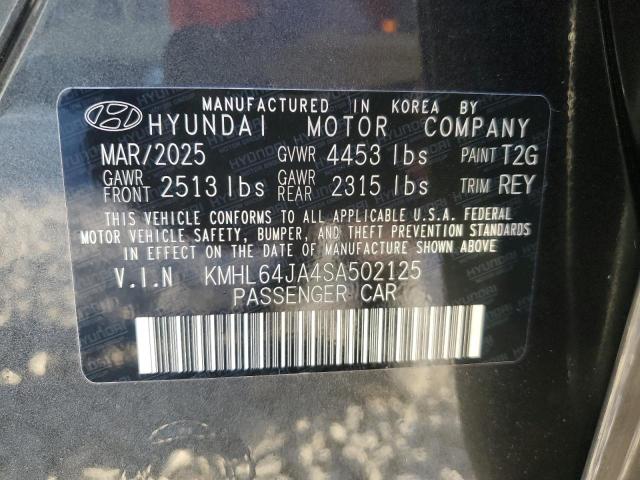 MANUFACTURED IN KOREA BY
HYUNDAI MOTOR COMPANY
MAR/2025 GVWR 4453 lbs PAINT T2G
GAWR FRONT 2513 lbs GAWR REAR 2315 lbs TRIM REY
THIS VEHICLE CONFORMS TO ALL APPLICABLE U.S.A. FEDERAL
MOTOR VEHICLE SAFETY, BUMPER, AND THEFT PREVENTION STANDARDS
IN EFFECT ON THE DATE OF MANUFACTURE SHOWN ABOVE.
V.I.N KMHL64JA4SA502125
PASSENGER CAR